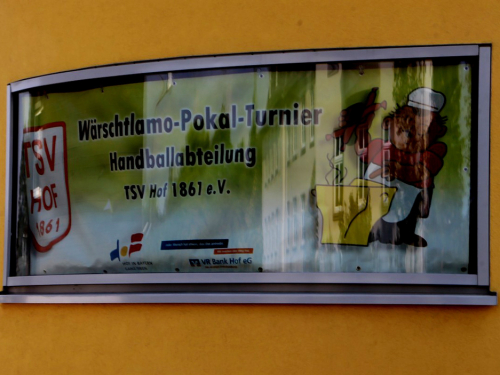 Wärschtlamo-Pokal-Turnier
Handballabteilung
TSV Hof 1861 e.V.
TSV
HOF
1861
VR Bank Hof eG